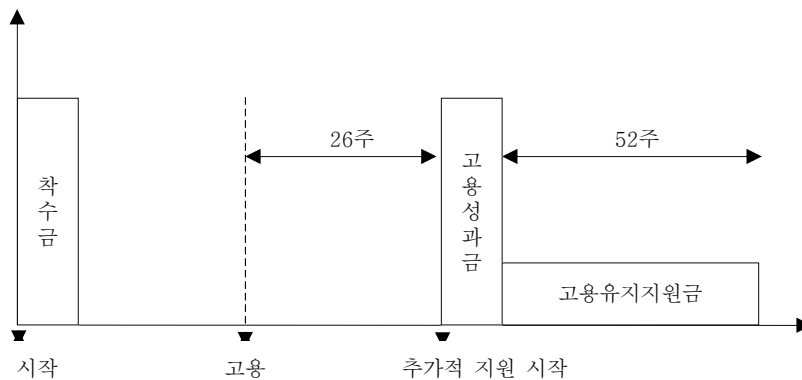 26주
52주
착수금
고용성과금
고용유지지원금
시작
고용
추가적 지원 시작